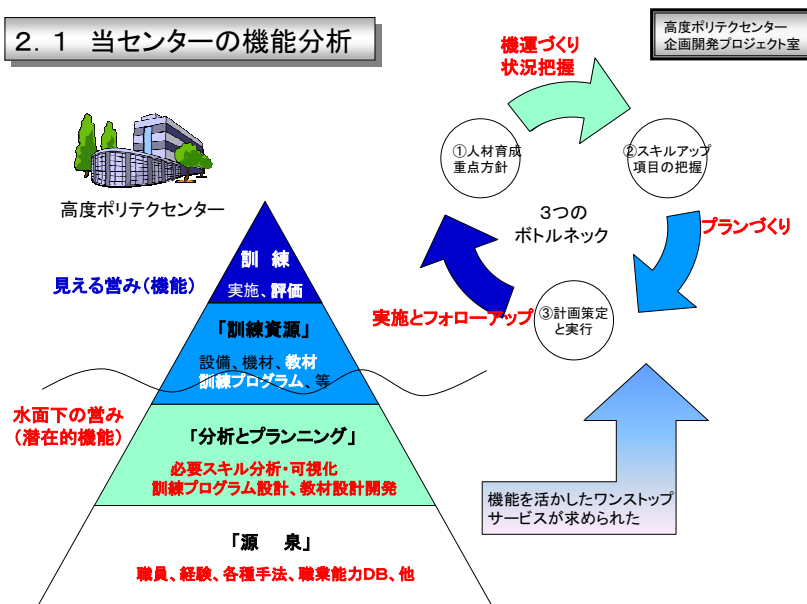 2．1　当センターの機能分析
高度ポリテクセンター
企画開発プロジェクト室
機運づくり
状況把握
①人材育成
重点方針
②スキルアップ
項目の把握
3つの
ボトルネック
プランづくり
実施とフォローアップ
③計画策定
と実行
高度ポリテクセンター
訓　練
実施、評価
見える営み（機能）
「訓練資源」
設備、機材、教材
訓練プログラム、等
水面下の営み
（潜在的機能）
「分析とプランニング」
必要スキル分析・可視化
訓練プログラム設計、教材設計開発
「源　泉」
職員、経験、各種手法、職業能力DB、他
機能を活かしたワンストップ
サービスが求められた